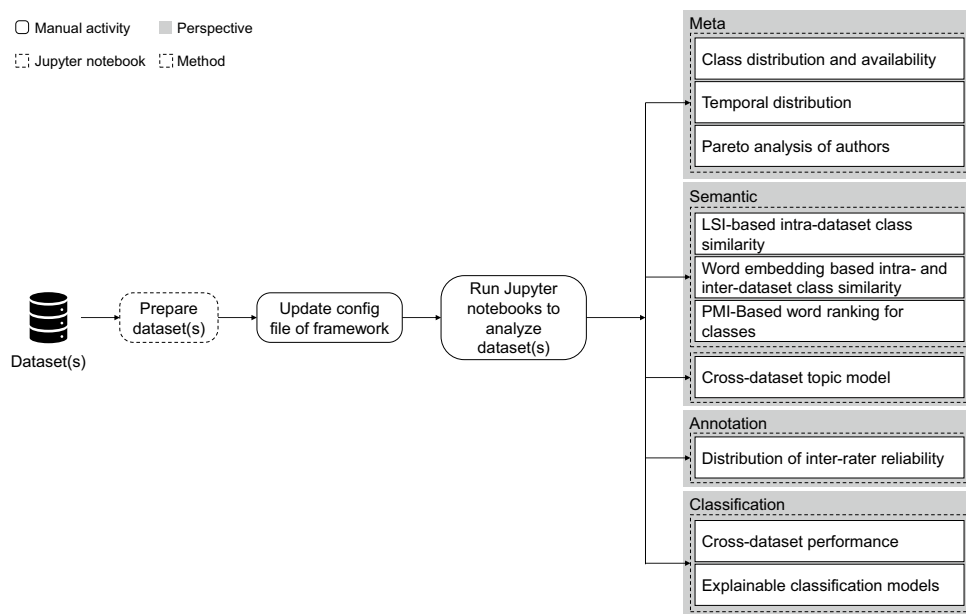 Manual activity
Perspective
Jupyter notebook
Method
Dataset(s)
Prepare
dataset(s)
Update config
file of framework
Run Jupyter
notebooks to
analyze
dataset(s)
Meta
Class distribution and availability
Temporal distribution
Pareto analysis of authors
Semantic
LSI-based intra-dataset class
similarity
Word embedding based intra- and
inter-dataset class similarity
PMI-Based word ranking for
classes
Cross-dataset topic model
Annotation
Distribution of inter-rater reliability
Classification
Cross-dataset performance
Explainable classification models